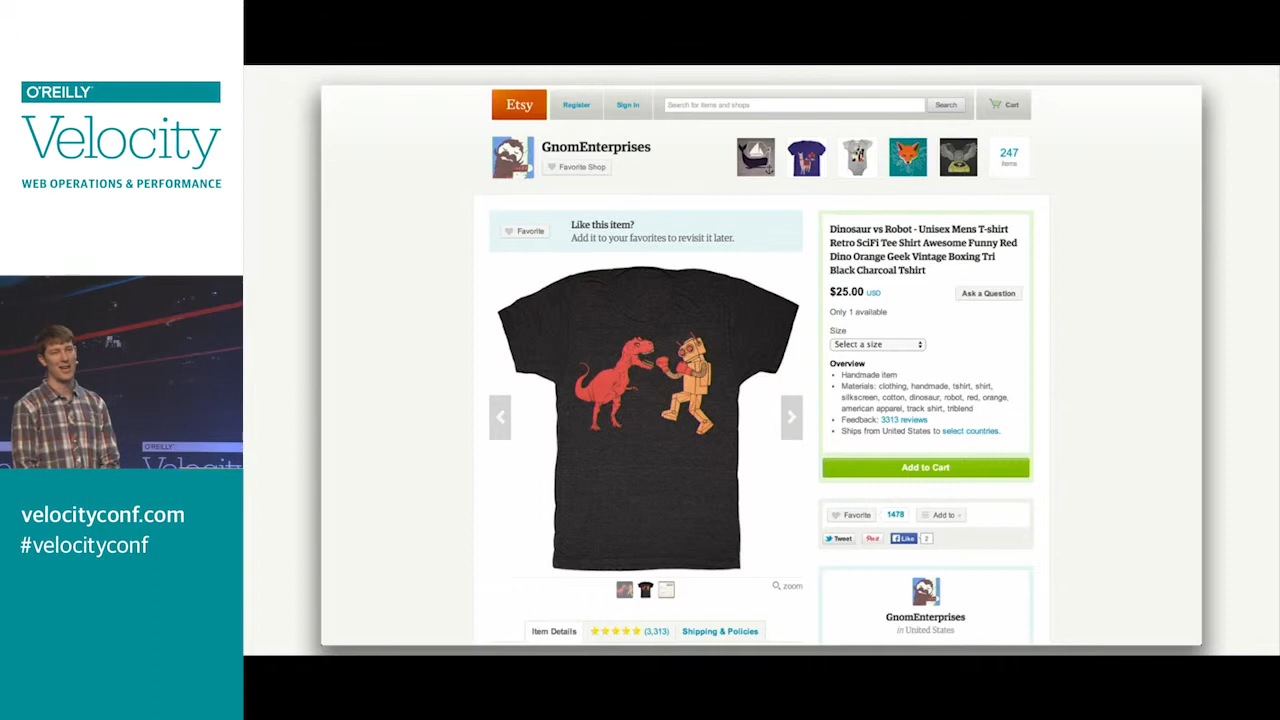 O'REILLY
Velocity
WEB OPERATIONS & PERFORMANCE
O'REILLY
Velocity
velocityconf.com
#velocityconf
Etsy
Register
Sign In
Search for items and shops
Search
Cart
GnomEnterprises
Favorite Shop
247
items
Favorite
Like this item?
Add it to your favorites to revisit it later.
zoom
Item Details
(3,313)
Shipping & Policies
Dinosaur vs Robot - Unisex Mens T-shirt
Retro SciFi Tee Shirt Awesome Funny Red
Dino Orange Geek Vintage Boxing Tri
Black Charcoal Tshirt
$25.00 USD
Ask a Question
Only 1 available
Size
Select a size
Overview
• Handmade item
• Materials: clothing, handmade, tshirt, shirt,
silkscreen, cotton, dinosaur, robot, red, orange,
american apparel, track shirt, triblend
• Feedback: 3313 reviews
• Ships from United States to select countries.
Add to Cart
Favorite
1478
Add to
Tweet
Pin it
Like
2
GnomEnterprises
in United States